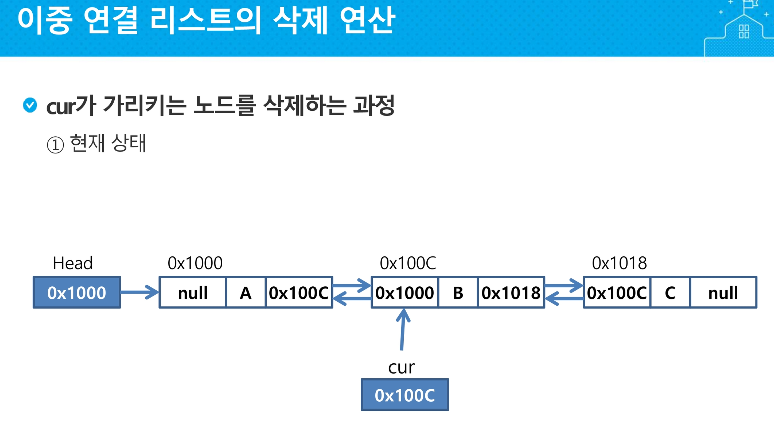 이중 연결 리스트의 삭제 연산
cur가 가리키는 노드를 삭제하는 과정
① 현재 상태
Head 0x1000 0x100C 0x1018
0x1000 null A 0x100C 0x1000 B 0x1018 0x100C C null
cur
0x100C